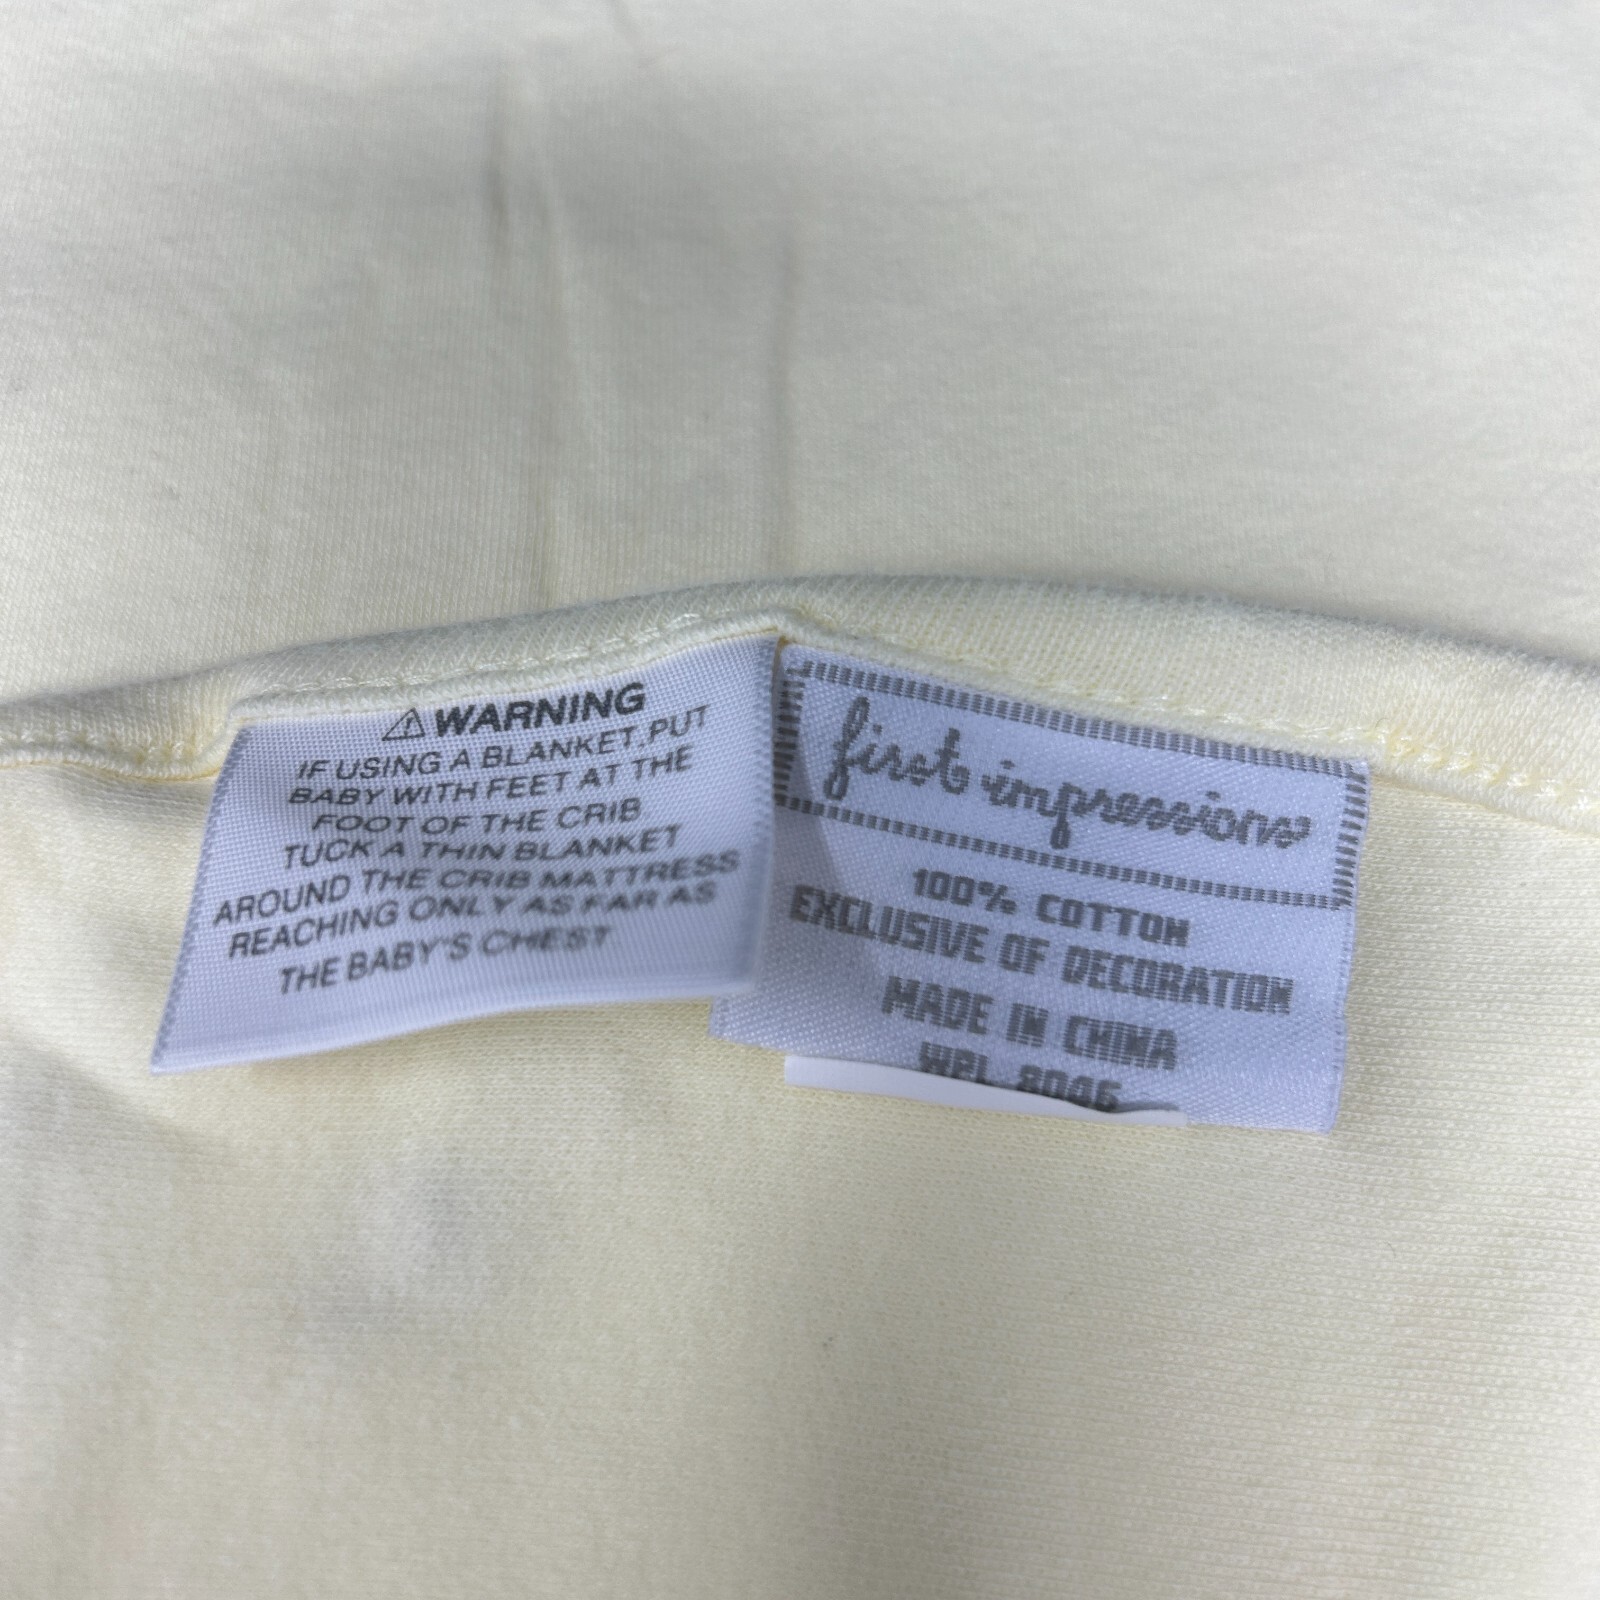 ⚠WARNING
IF USING A BLANKET.PUT
BABY WITH FEET AT THE
FOOT OF THE CRIB
TUCK A THIN BLANKET
AROUND THE CRIB MATTRESS
REACHING ONLY AS FAR AS
THE BABY'S CHEST
first impressions
100% COTTON
EXCLUSIVE OF DECORATION
MADE IN CHINA
WPL 8046